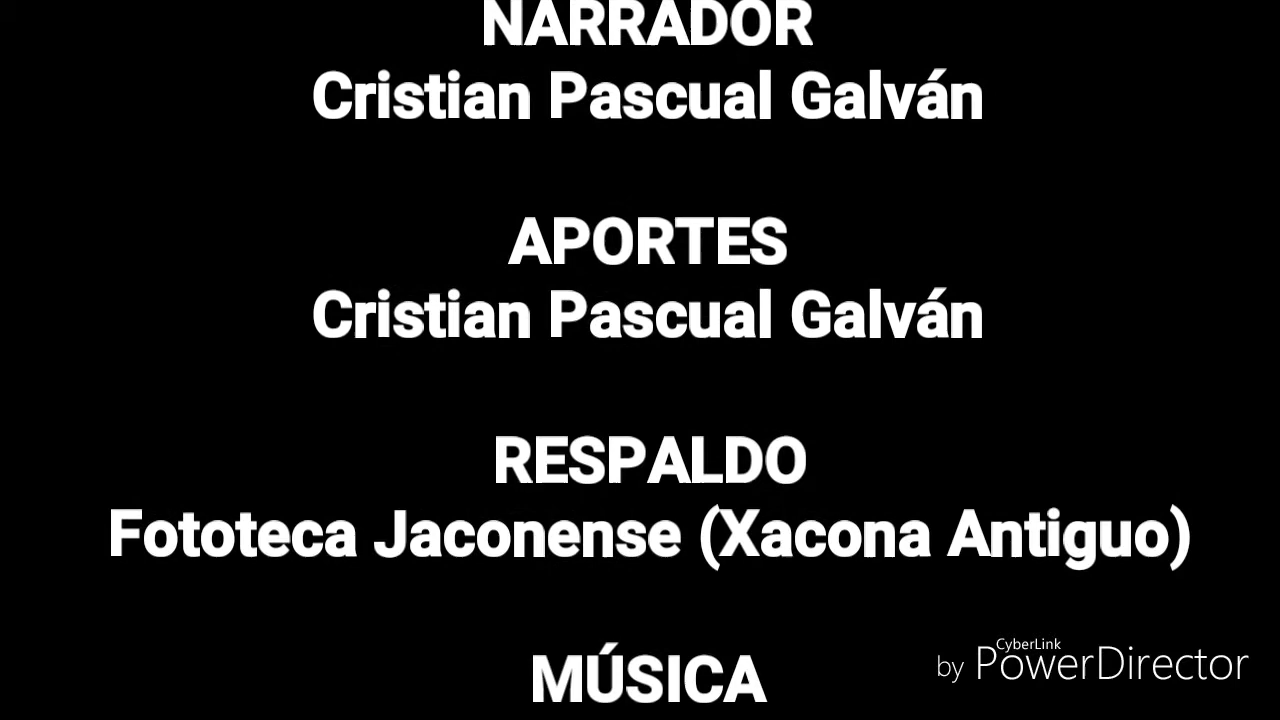 NARRADOR
Cristian Pascual Galván
APORTES
Cristian Pascual Galván
RESPALDO
Fototeca Jaconense (Xacona Antiguo)
MÚSICA
CyberLink
by PowerDirector